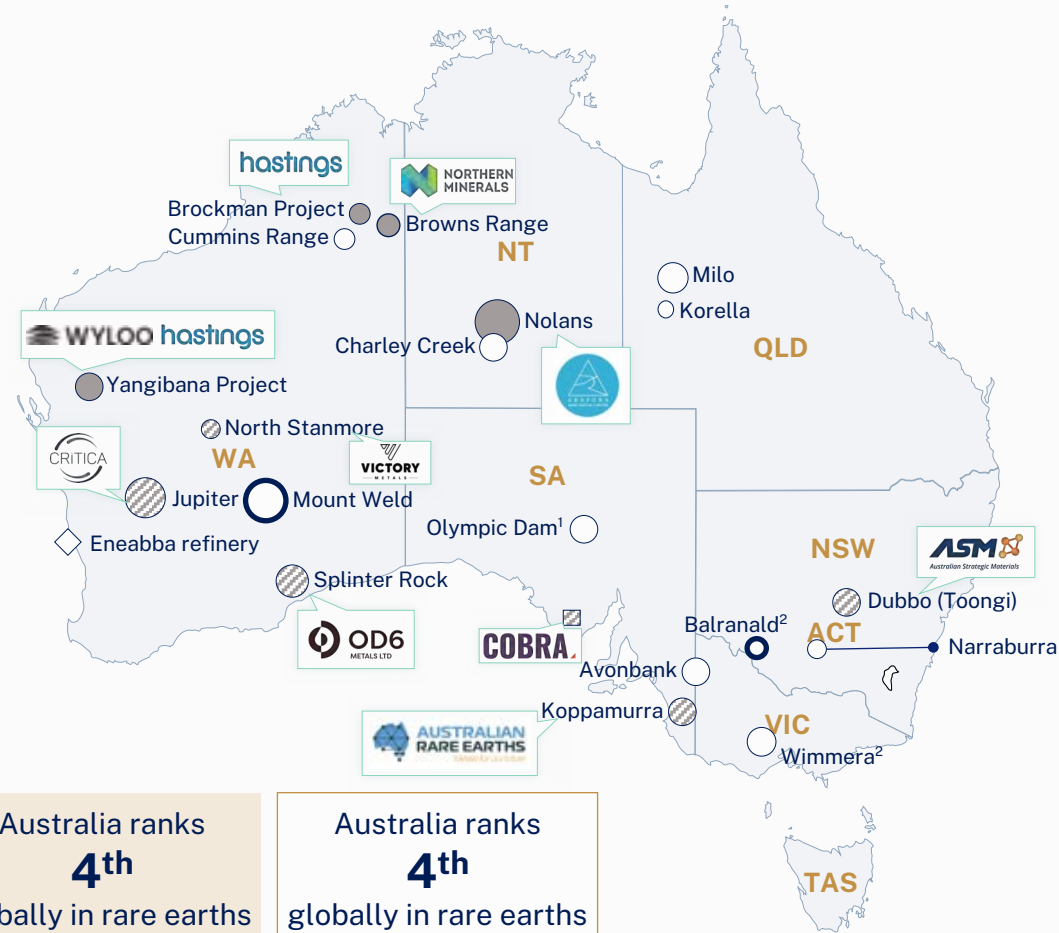 hastings
NORTHERN
MINERALS
Brockman Project
Browns Range
Cummins Range
NT
Milo
Korella
WYLOO hastings
Nolans
Charley Creek
QLD
Yangibana Project
CRiTiCA
North Stanmore
WA
VICTORY
METALS
SA
Jupiter
Mount Weld
Olympic Dam¹
Eneabba refinery
NSW
ASM
Australian Strategic Materials
Splinter Rock
Dubbo (Toongi)
OD6
METALS LTD
COBRA
Balranald²
ACT
Narraburra
Avonbank
Koppamurra
AUSTRALIAN
RARE EARTHS
VIC
Wimmera²
TAS
Australia ranks
4th
bally in rare earths
Australia ranks
4th
globally in rare earths